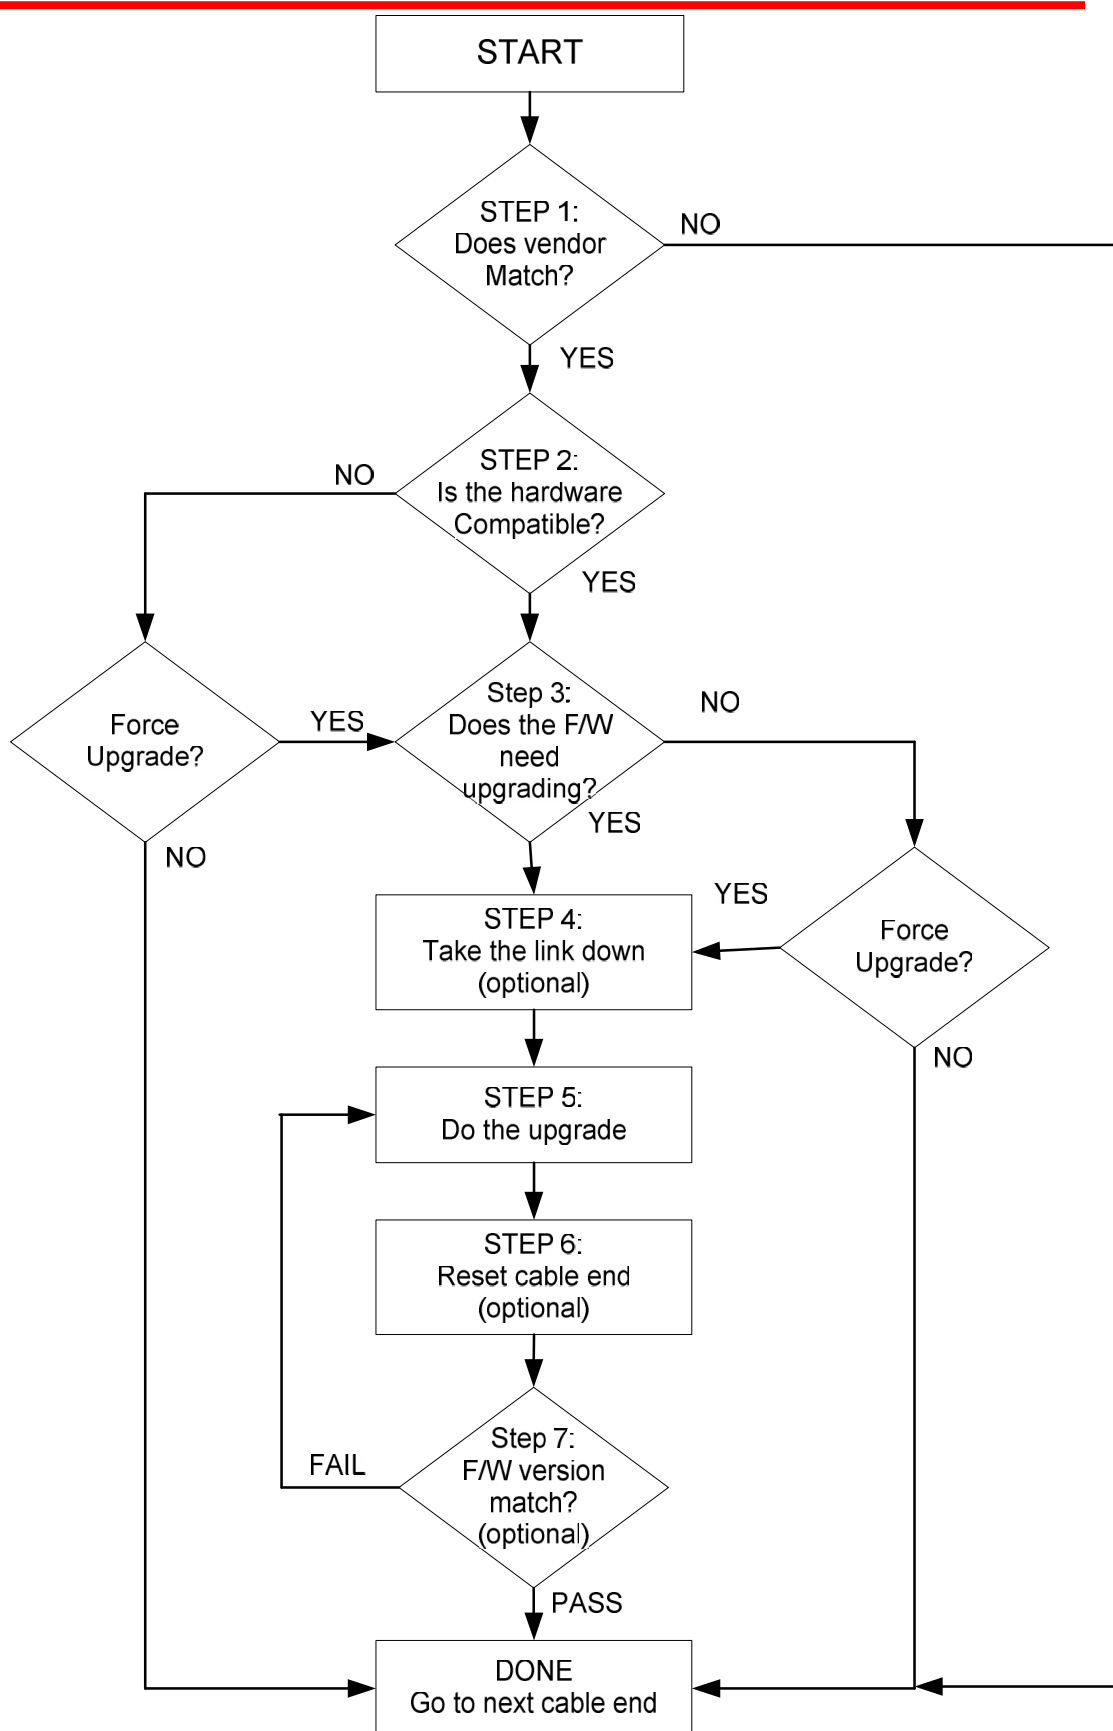 START
STEP 1:
Does vendor
Match?
NO
YES
STEP 2:
Is the hardware
Compatible?
NO
YES
Force
Upgrade?
YES
Step 3:
Does the F/W
need
upgrading?
NO
YES
NO
STEP 4:
Take the link down
(optional)
YES
Force
Upgrade?
NO
STEP 5:
Do the upgrade
STEP 6:
Reset cable end
(optional)
Step 7:
F/W version
match?
(optional)
FAIL
PASS
DONE
Go to next cable end